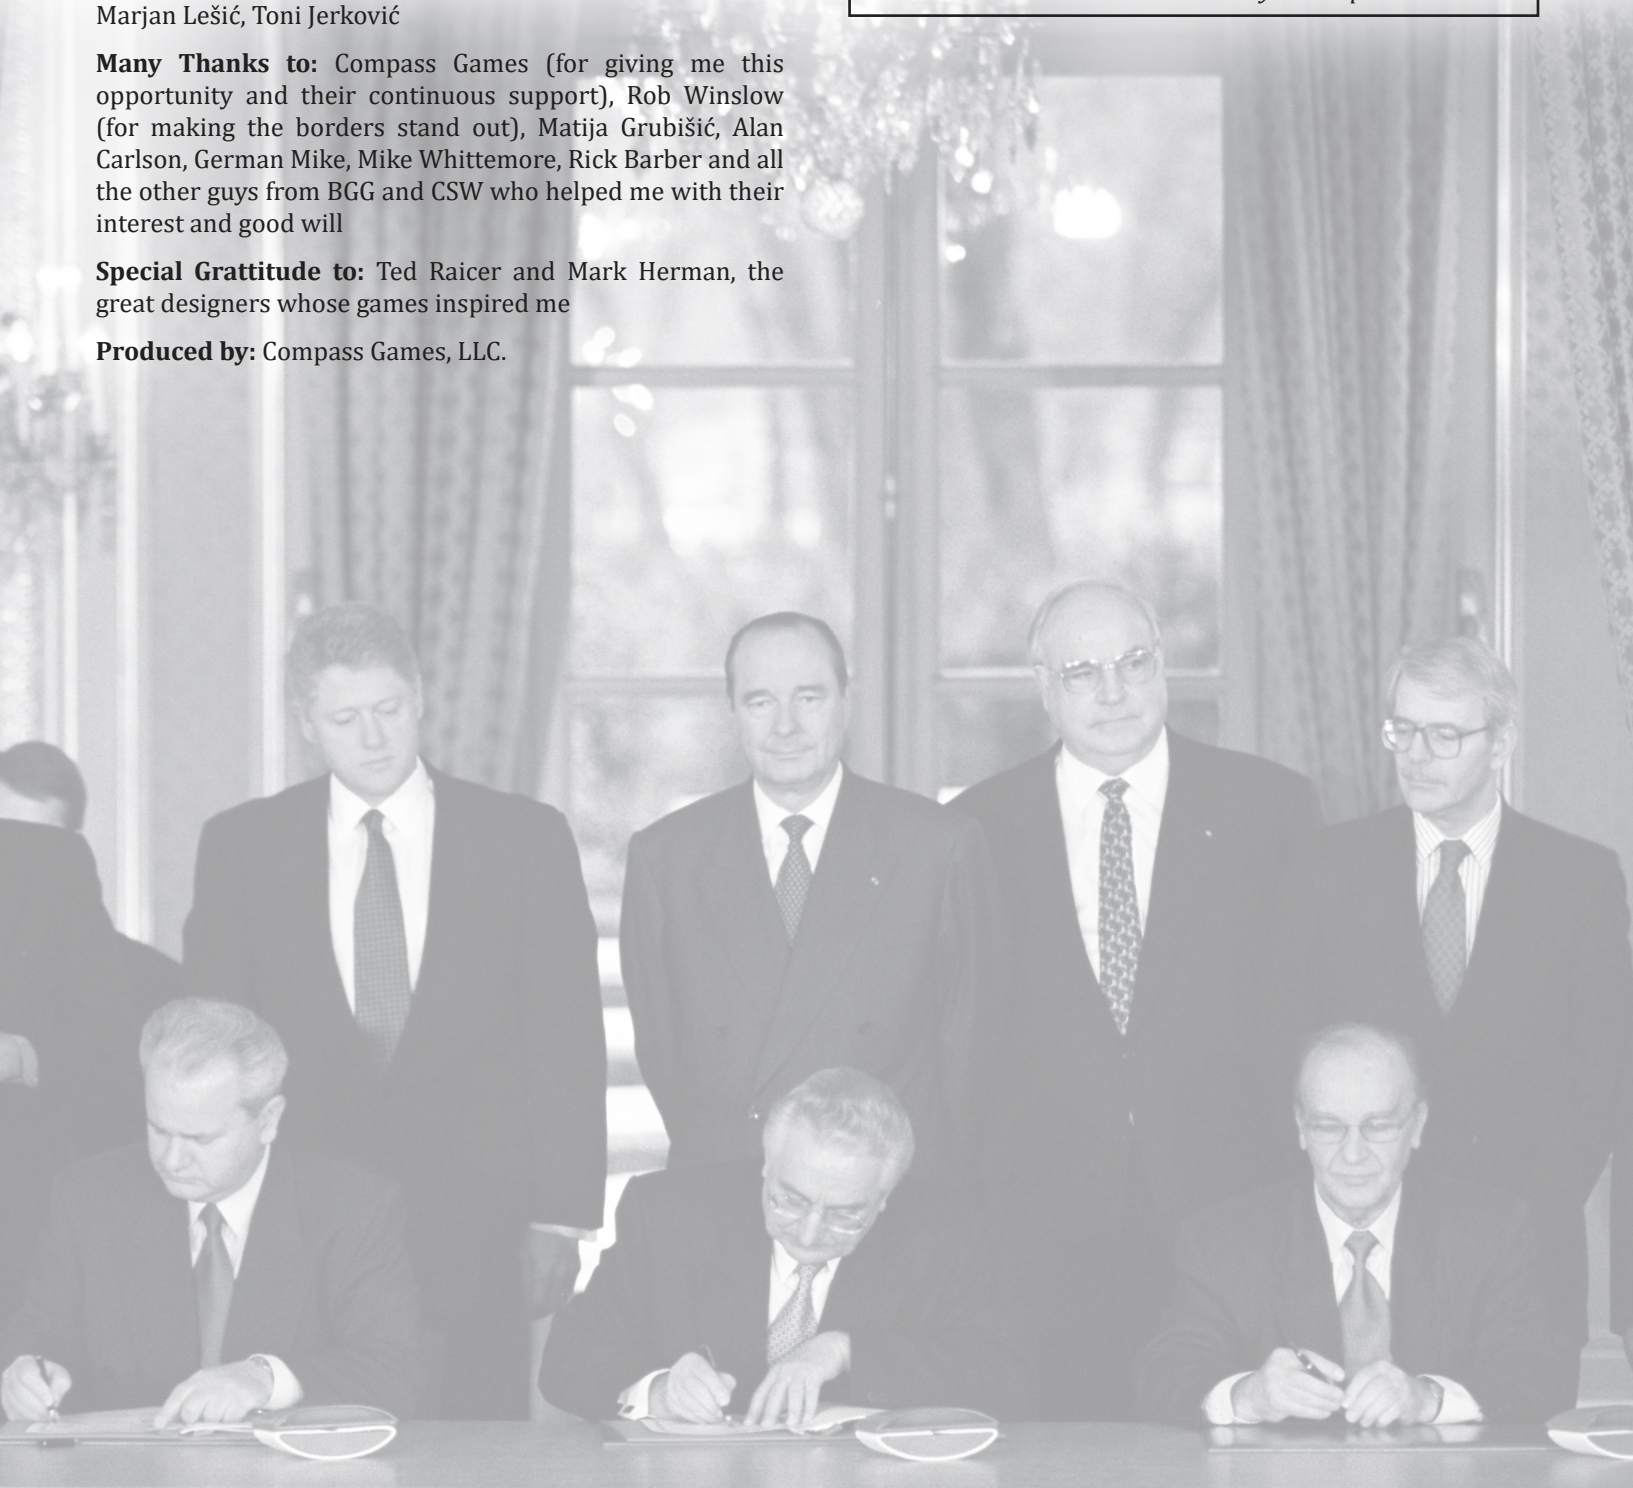 Marjan Lešić, Toni Jerković
Many Thanks to: Compass Games (for giving me this
opportunity and their continuous support), Rob Winslow
(for making the borders stand out), Matija Grubišić, Alan
Carlson, German Mike, Mike Whittemore, Rick Barber and all
the other guys from BGG and CSW who helped me with their
interest and good will
Special Grattitude to: Ted Raicer and Mark Herman, the
great designers whose games inspired me
Produced by: Compass Games, LLC.